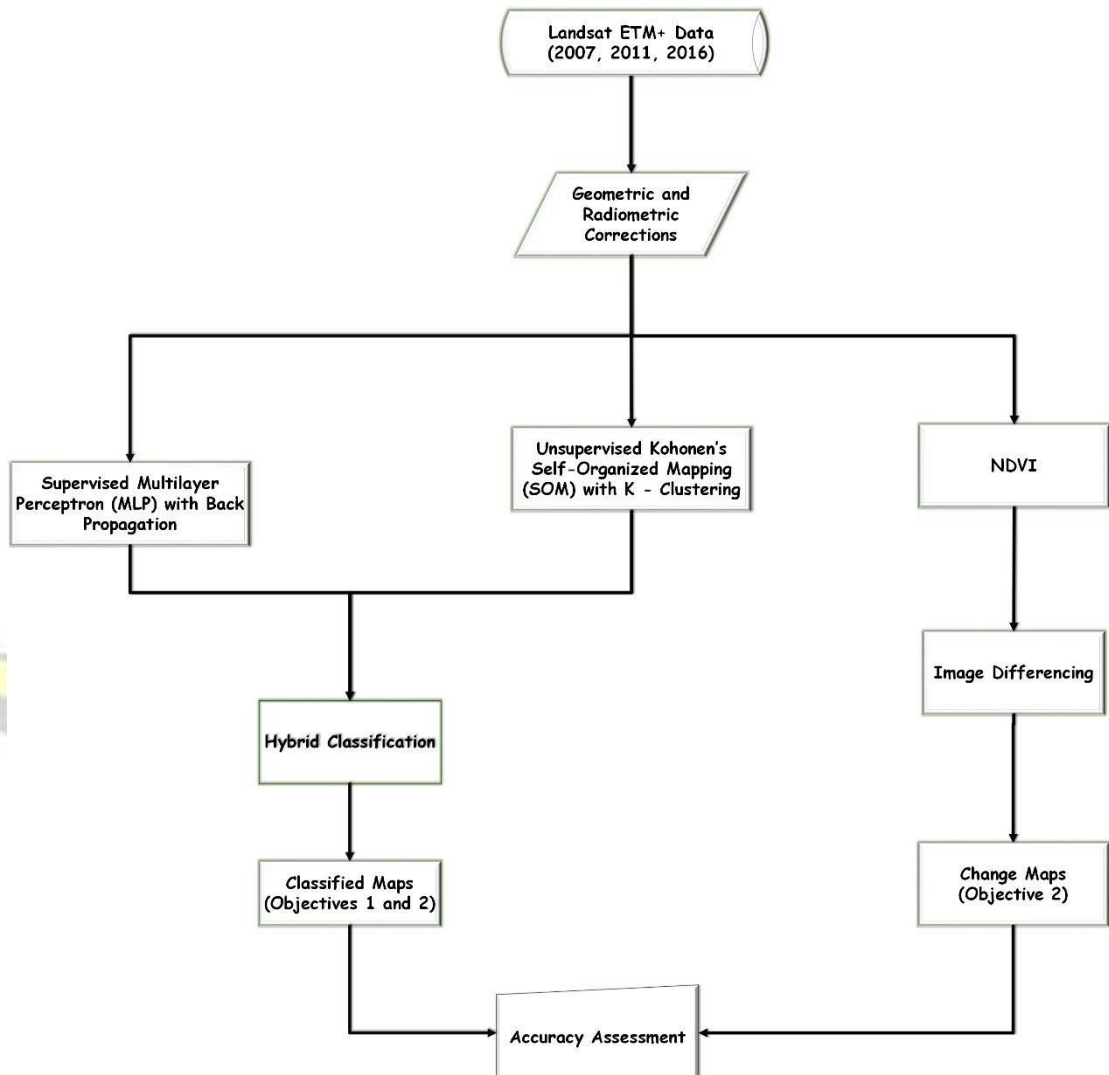 Landsat ETM+ Data
(2007, 2011, 2016)
Geometric and
Radiometric
Corrections
Supervised Multilayer
Perceptron (MLP) with Back
Propagation
Unsupervised Kohonen's
Self-Organized Mapping
(SOM) with K - Clustering
NDVI
Image Differencing
Hybrid Classification
Classified Maps
(Objectives 1 and 2)
Change Maps
(Objective 2)
Accuracy Assessment